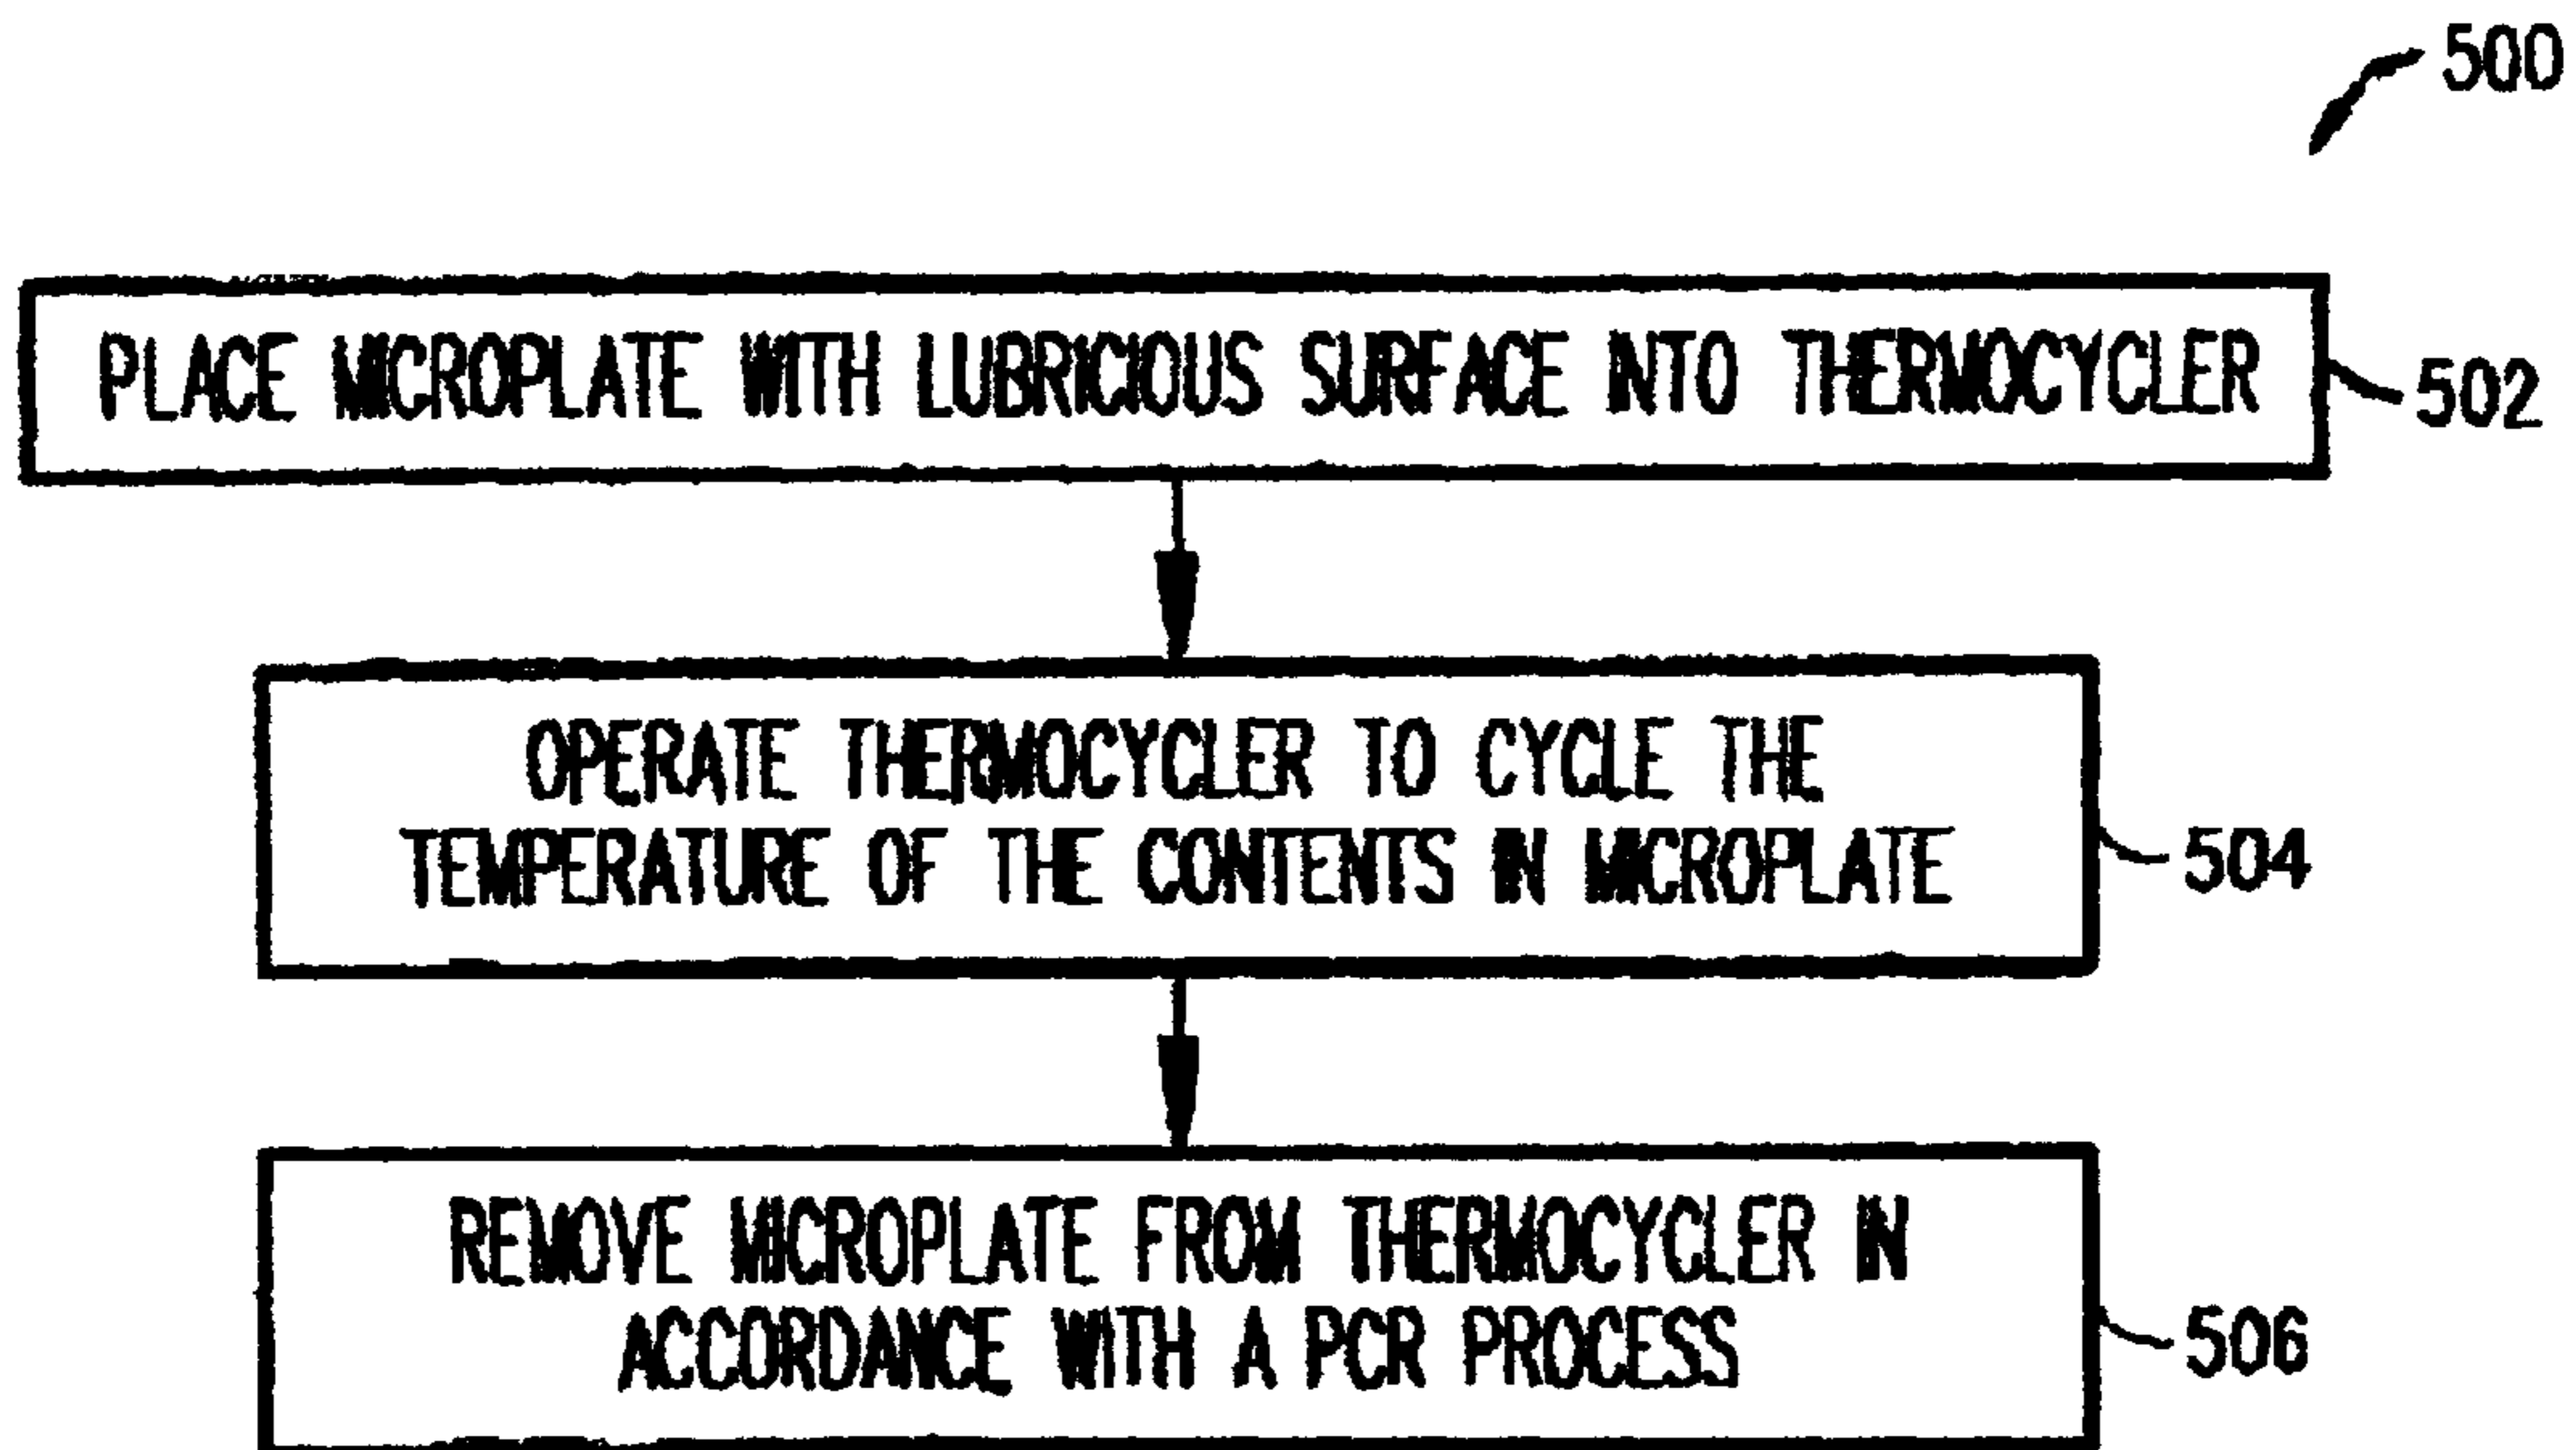 500
PLACE MICROPLATE WITH LUBRICIOUS SURFACE INTO THERMOCYCLER
502
OPERATE THERMOCYCLER TO CYCLE THE
TEMPERATURE OF THE CONTENTS IN MICROPLATE
504
REMOVE MICROPLATE FROM THERMOCYCLER IN
ACCORDANCE WITH A PCR PROCESS
506